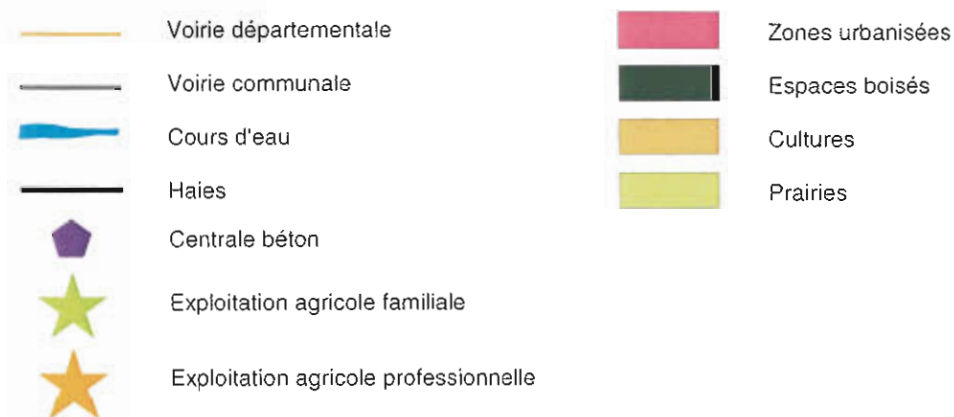 Voirie départementale
Voirie communale
Cours d'eau
Haies
Centrale béton
Exploitation agricole familiale
Exploitation agricole professionnelle
Zones urbanisées
Espaces boisés
Cultures
Prairies